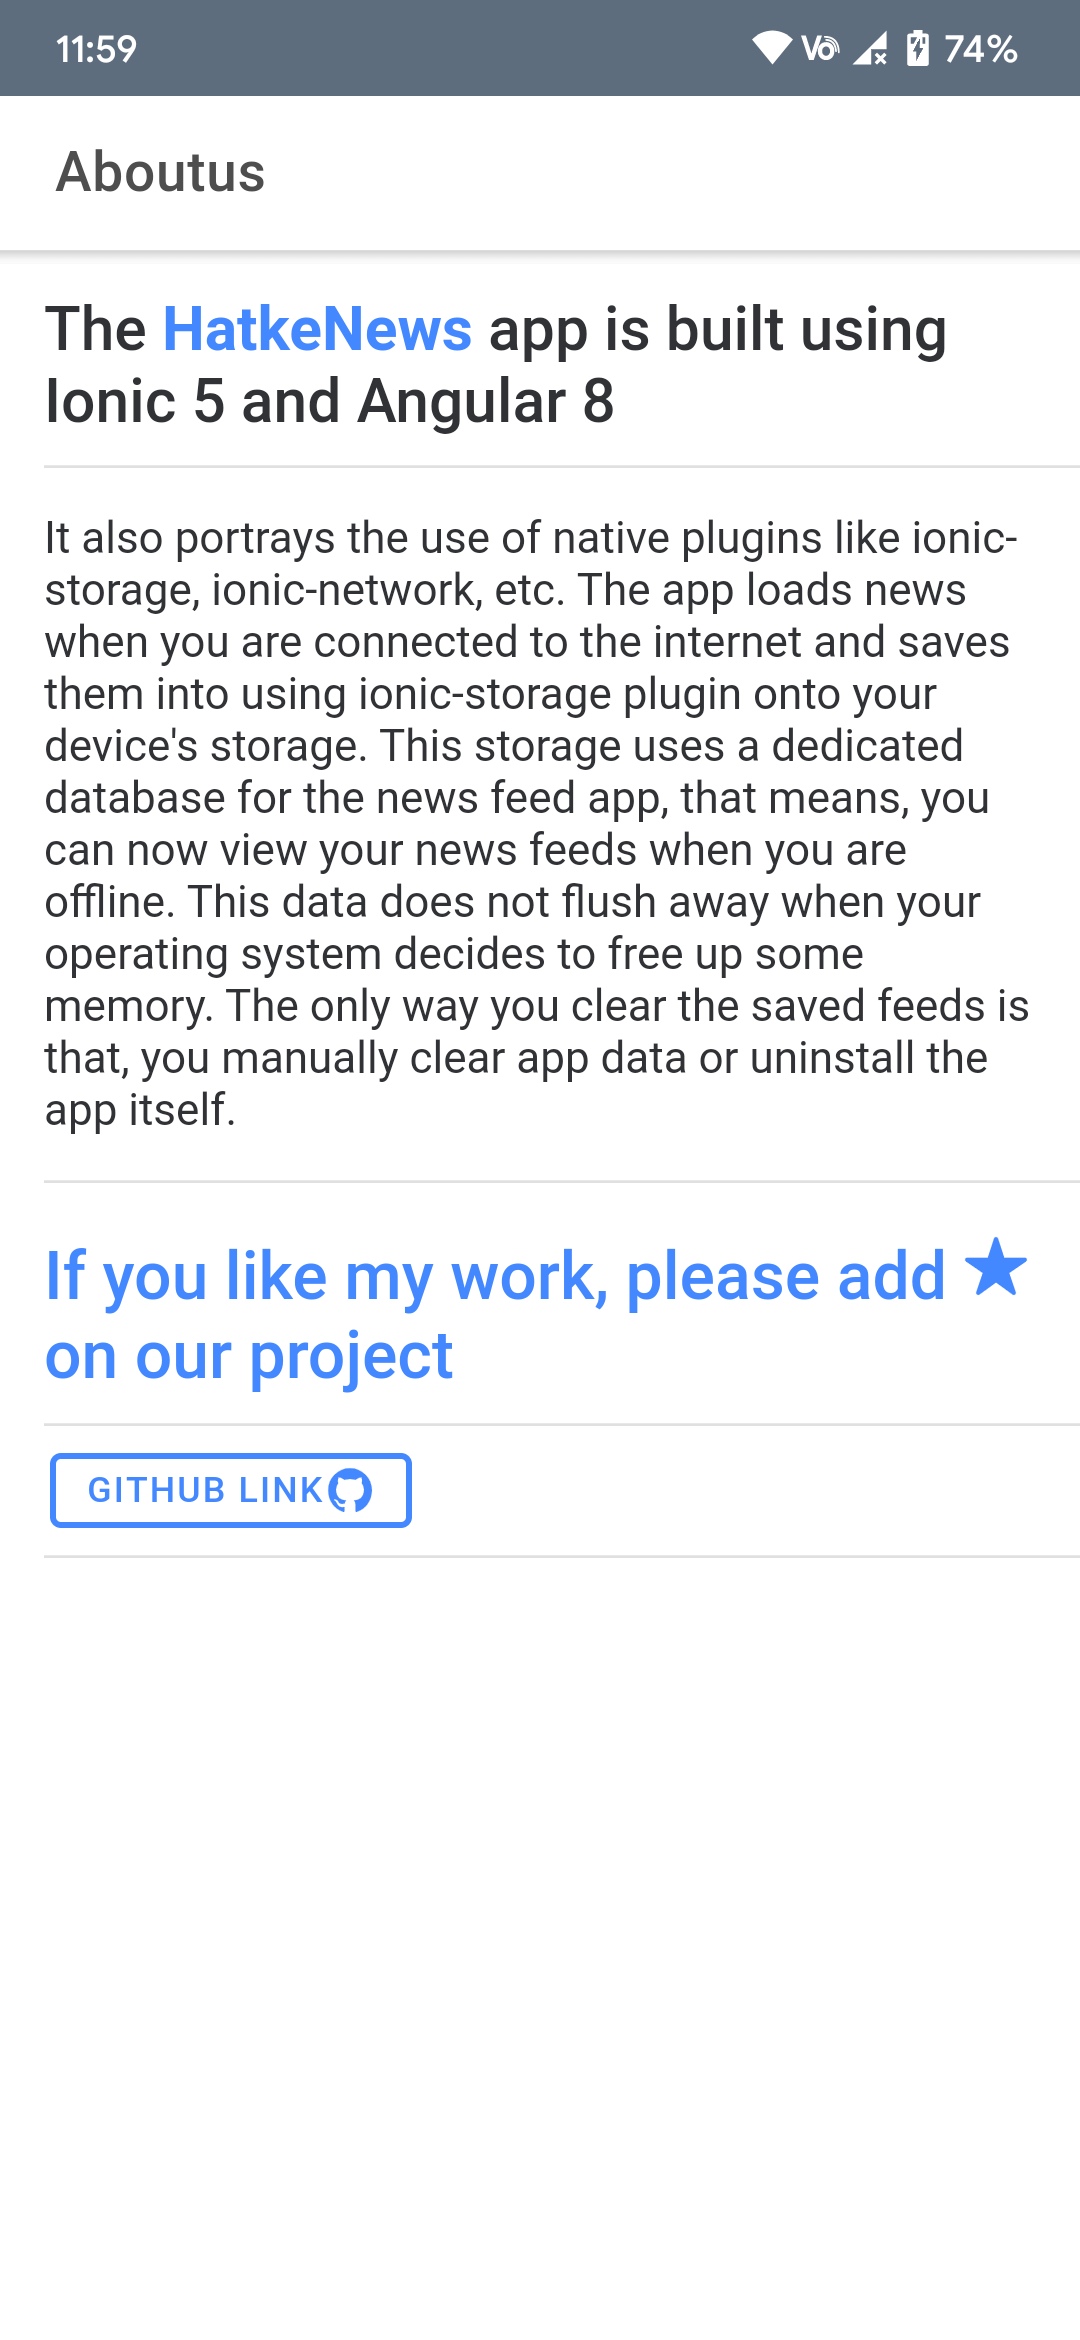 11:59
Vo 74%
Aboutus
The HatkeNews app is built using
Ionic 5 and Angular 8
It also portrays the use of native plugins like ionic-
storage, ionic-network, etc. The app loads news
when you are connected to the internet and saves
them into using ionic-storage plugin onto your
device's storage. This storage uses a dedicated
database for the news feed app, that means, you
can now view your news feeds when you are
offline. This data does not flush away when your
operating system decides to free up some
memory. The only way you clear the saved feeds is
that, you manually clear app data or uninstall the
app itself.
If you like my work, please add
on our project
GITHUB LINK